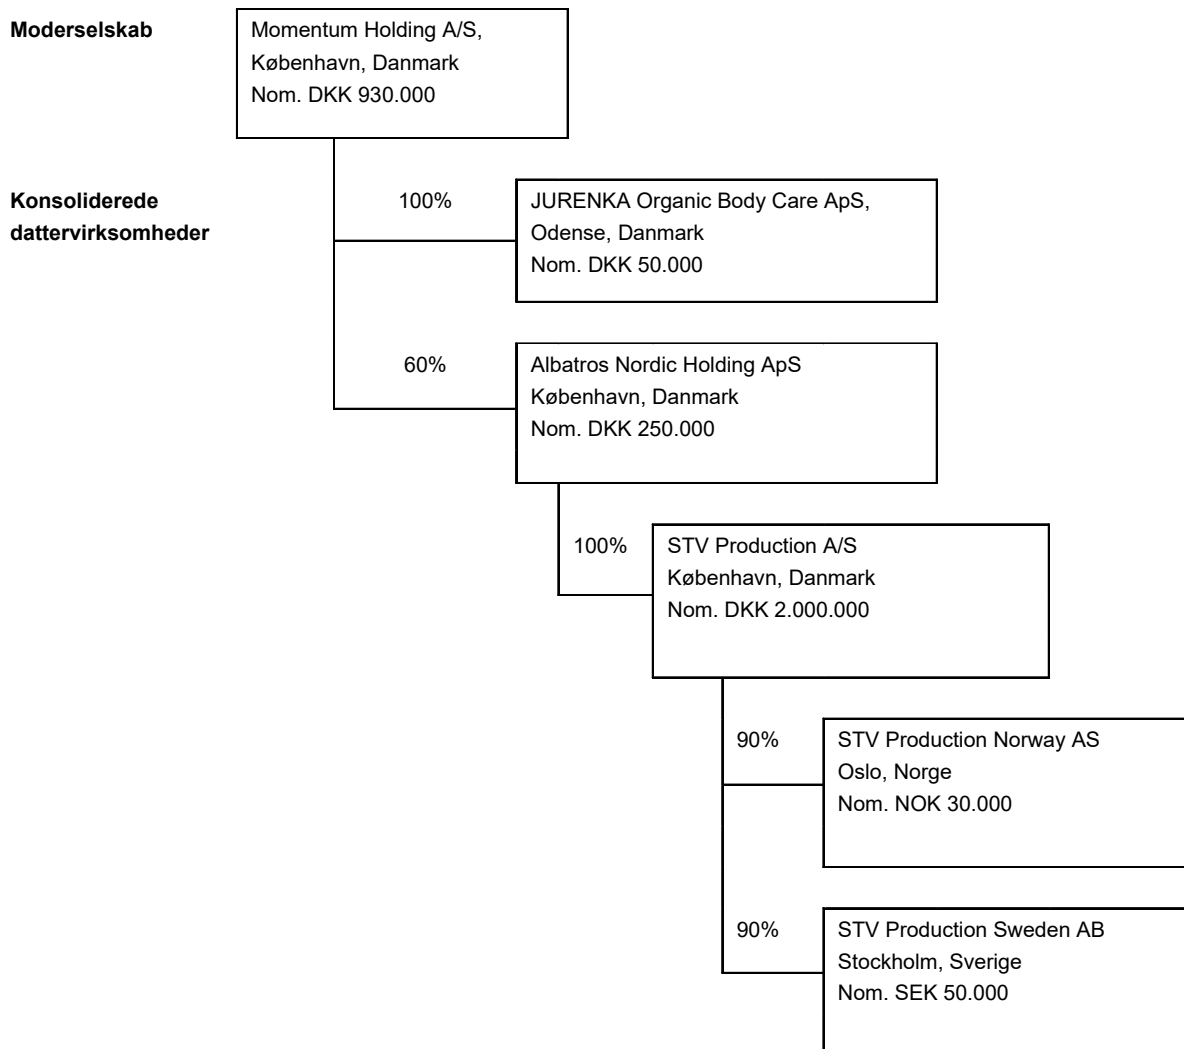 Moderselskab
Momentum Holding A/S,
København, Danmark
Nom. DKK 930.000
Konsoliderede
dattervirksomheder
100%
JURENKA Organic Body Care ApS,
Odense, Danmark
Nom. DKK 50.000
60%
Albatros Nordic Holding ApS
København, Danmark
Nom. DKK 250.000
100%
STV Production A/S
København, Danmark
Nom. DKK 2.000.000
90%
STV Production Norway AS
Oslo, Norge
Nom. NOK 30.000
90%
STV Production Sweden AB
Stockholm, Sverige
Nom. SEK 50.000